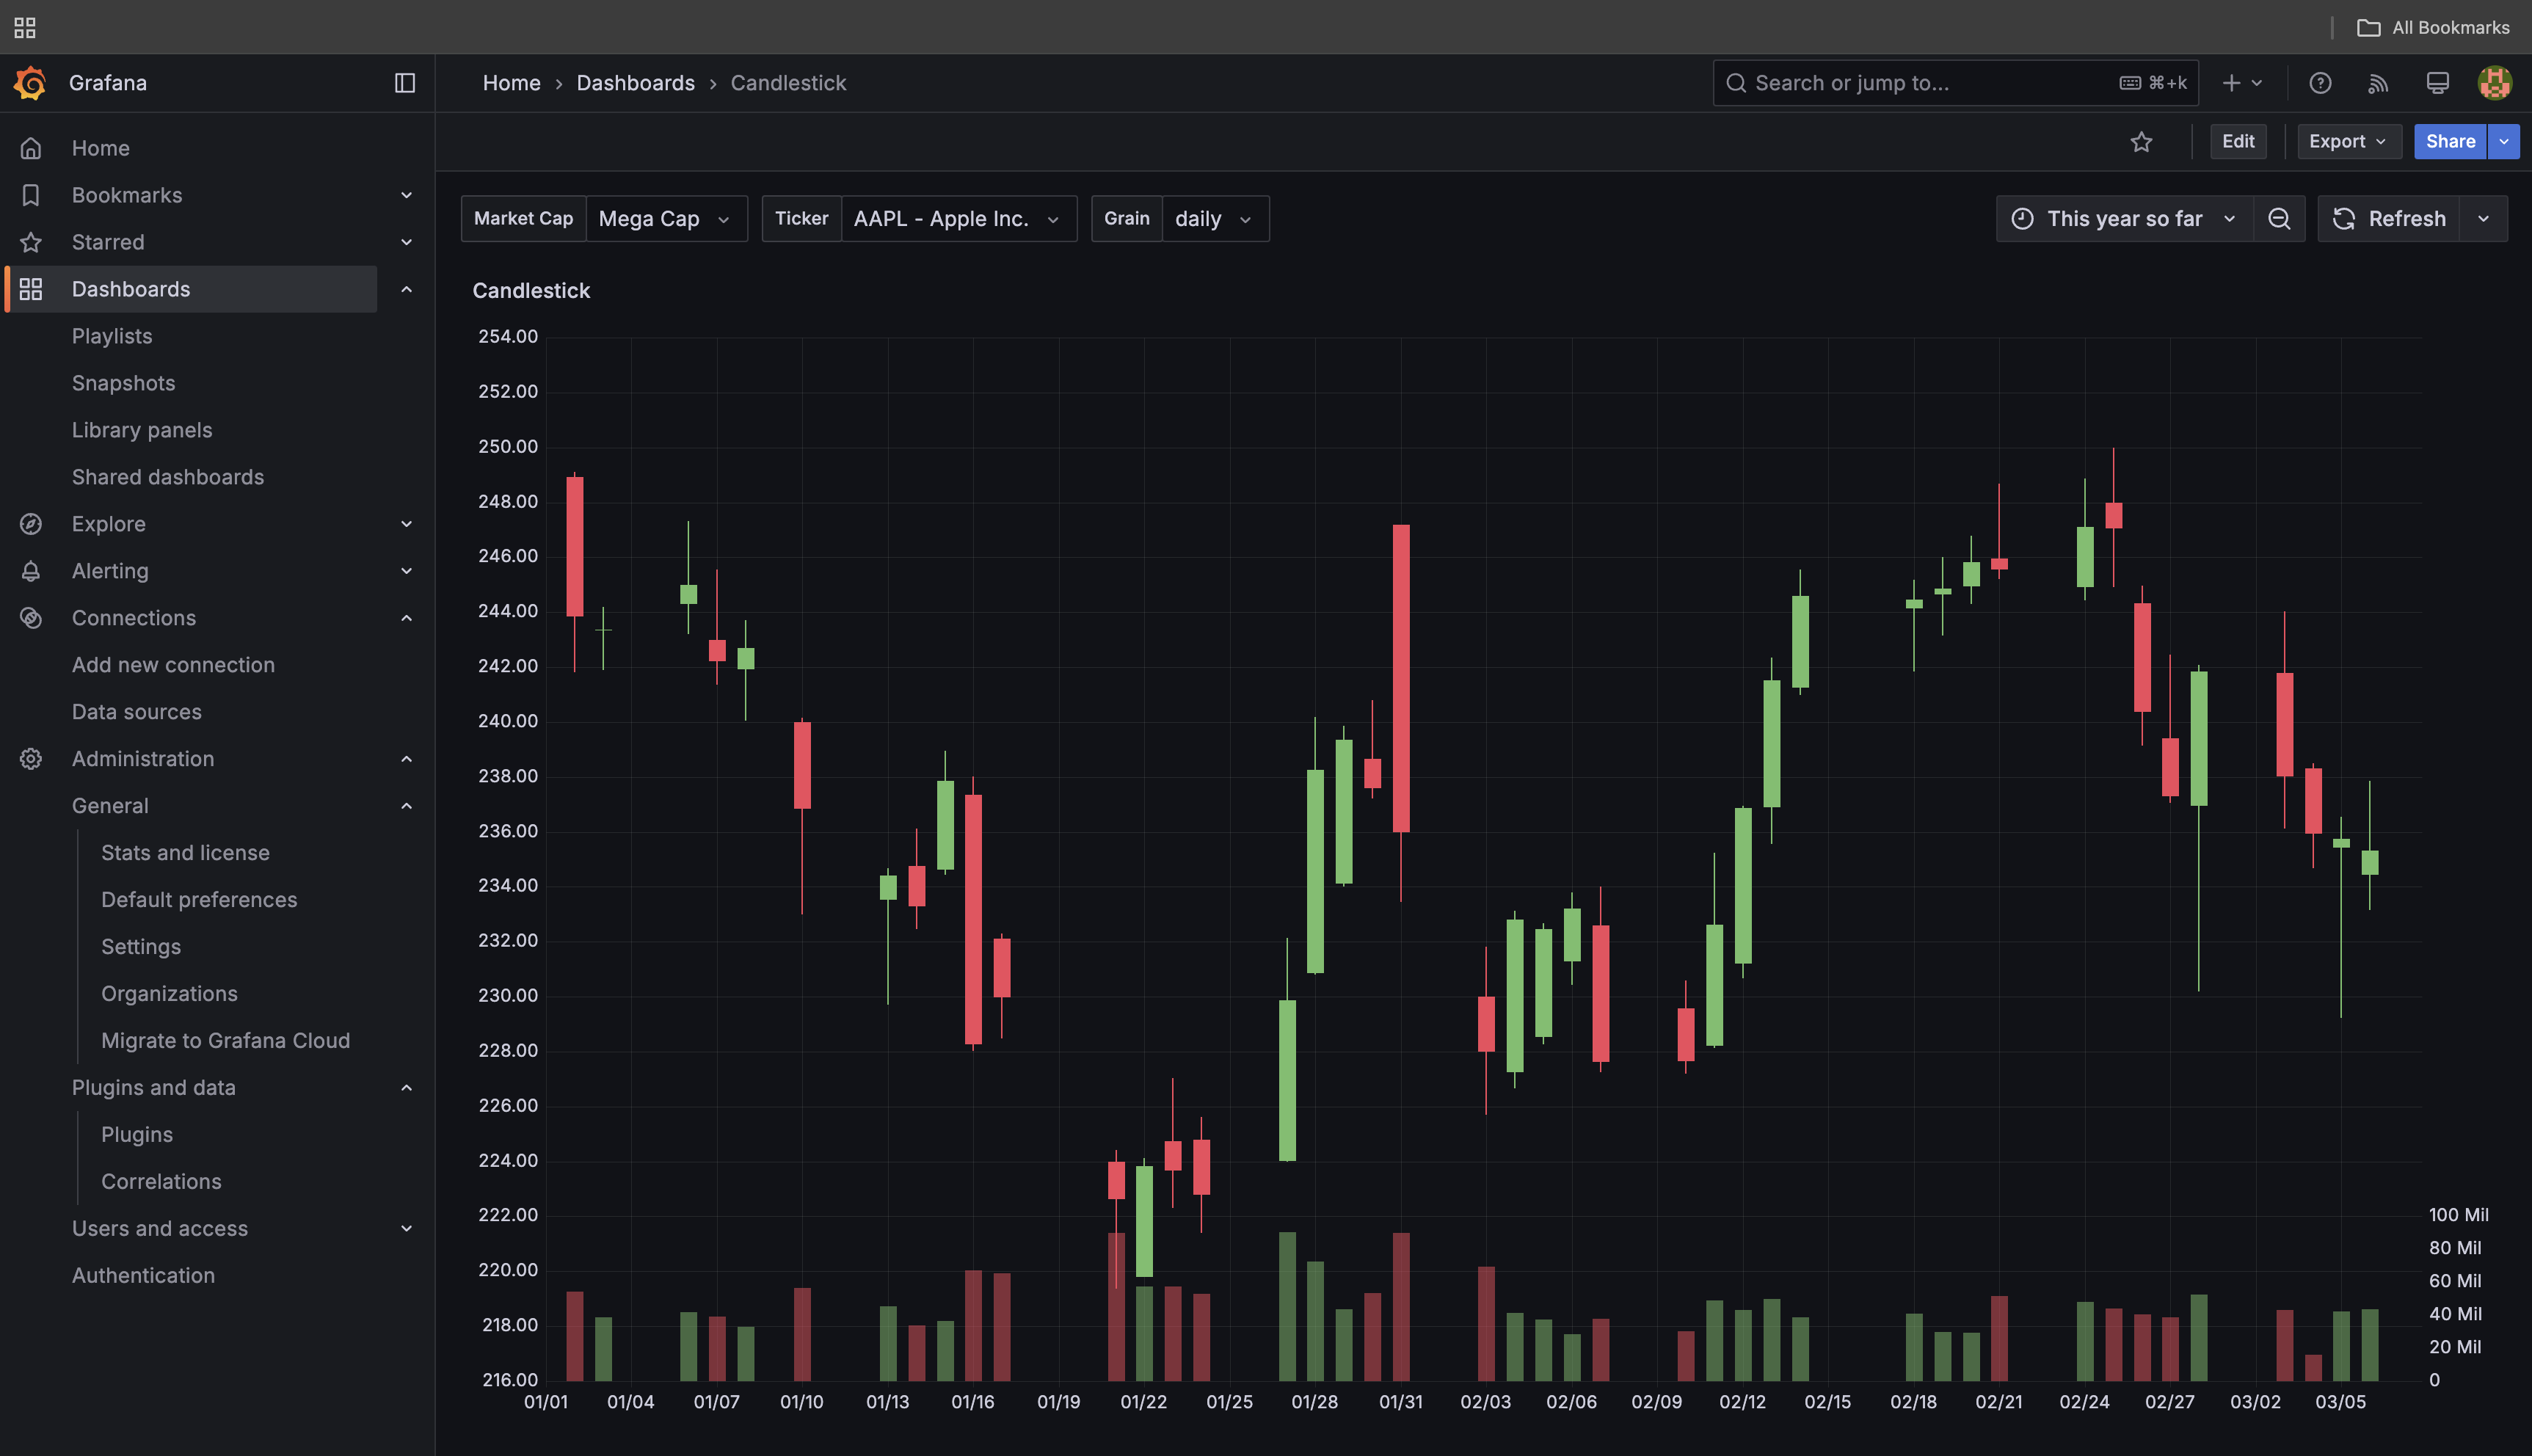 All Bookmarks
Grafana
Home › Dashboards › Candlestick
Search or jump to... ⌘+k
Home
Bookmarks
Starred
Dashboards
Playlists
Snapshots
Library panels
Shared dashboards
Explore
Alerting
Connections
Add new connection
Data sources
Administration
General
Stats and license
Default preferences
Settings
Organizations
Migrate to Grafana Cloud
Plugins and data
Plugins
Correlations
Users and access
Authentication
Edit Export Share
Market Cap Mega Cap Ticker AAPL - Apple Inc. Grain daily This year so far Refresh
Candlestick
254.00
252.00
250.00
248.00
246.00
244.00
242.00
240.00
238.00
236.00
234.00
232.00
230.00
228.00
226.00
224.00
222.00
220.00
218.00
216.00
100 Mil
80 Mil
60 Mil
40 Mil
20 Mil
0
01/01 01/04 01/07 01/10 01/13 01/16 01/19 01/22 01/25 01/28 01/31 02/03 02/06 02/09 02/12 02/15 02/18 02/21 02/24 02/27 03/02 03/05